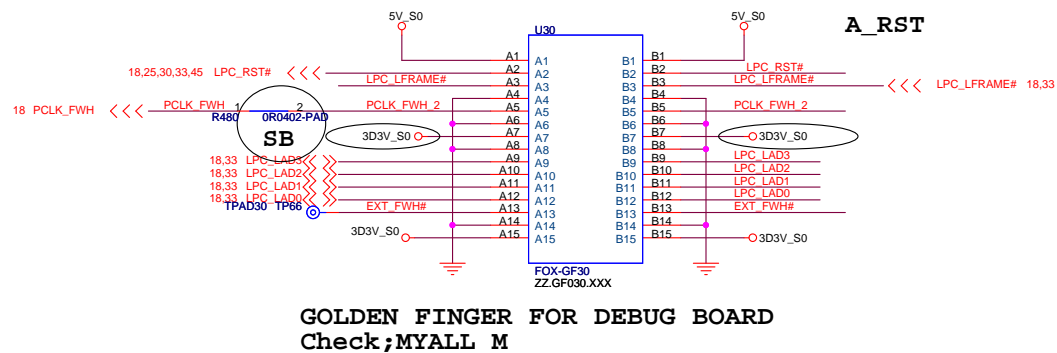 5V_S0 U30 5V_S0 A_RST
A1 A1 B1 B1
18,25,30,33,45 LPC_RST# A2 A2 B2 B2 LPC_RST#
LPC_LFRAME# A3 A3 B3 B3 LPC_LFRAME# LPC_LFRAME# 18,33
A4 A4 B4 B4
18 PCLK_FWH PCLK_FWH 1 2 PCLK_FWH_2 A5 A5 B5 B5 PCLK_FWH_2
R480 0R0402-PAD A6 A6 B6 B6
SB 3D3V_S0 A7 A7 B7 B7 3D3V_S0
A8 A8 B8 B8
18,33 LPC_LAD3 A9 A9 B9 B9 LPC_LAD3
18,33 LPC_LAD2 A10 A10 B10 B10 LPC_LAD2
18,33 LPC_LAD1 A11 A11 B11 B11 LPC_LAD1
18,33 LPC_LAD0 A12 A12 B12 B12 LPC_LAD0
TPAD30 TP66 EXT_FWH# A13 A13 B13 B13 EXT_FWH#
A14 A14 B14 B14
3D3V_S0 A15 A15 B15 B15 3D3V_S0
FOX-GF30
ZZ.GF030.XXX
GOLDEN FINGER FOR DEBUG BOARD
Check;MYALL M